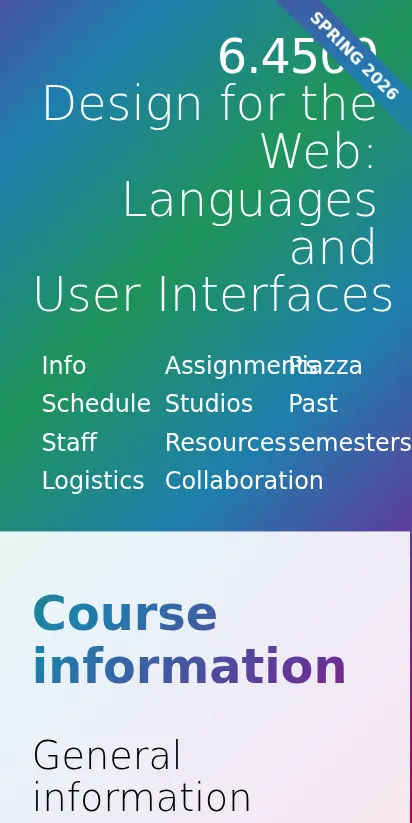 SPRING 2026
6.4500
Design for the
Web:
Languages
and
User Interfaces
Info
Assignments
Piazza
Schedule
Studios
Past
semesters
Staff
Resources
Logistics
Collaboration
Course
information
General
information